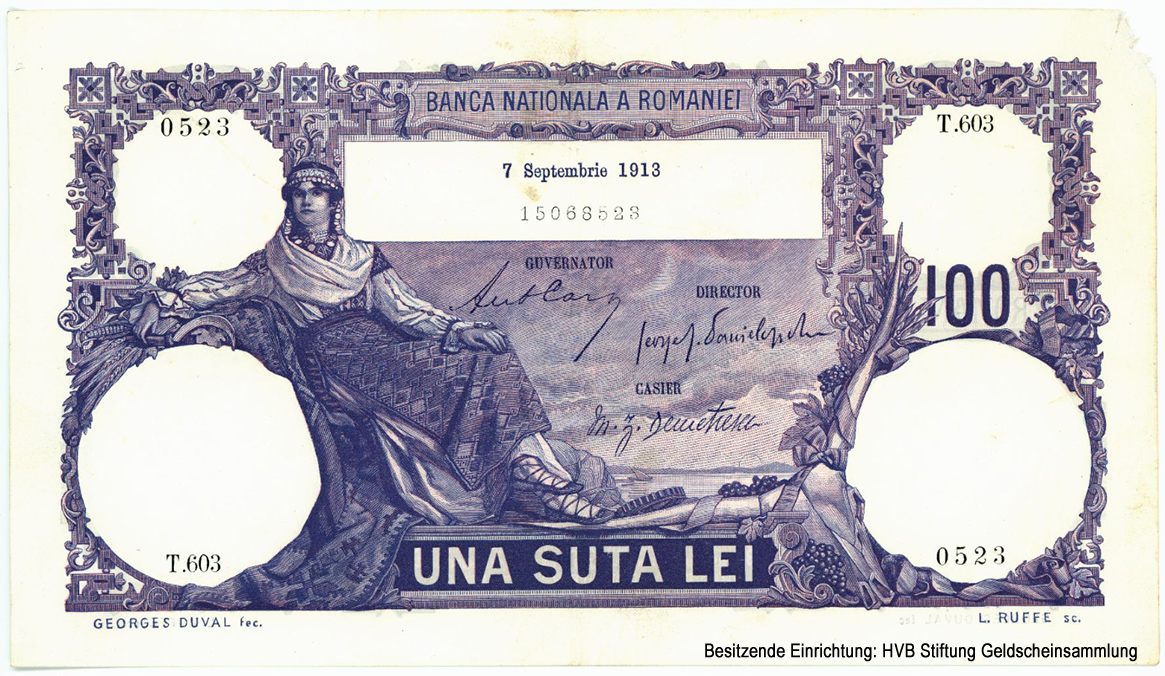 BANCA NATIONALA A ROMANIEI
0523
T.603
7 Septembrie 1913
15068523
GUVERNATOR
DIRECTOR
100
CASIER
M. Z. Demetrescu
T.603
0523
UNA SUTA LEI
GEORGES DUVAL fec.
L. RUFFE sc.
Besitzende Einrichtung: HVB Stiftung Geldscheinsammlung